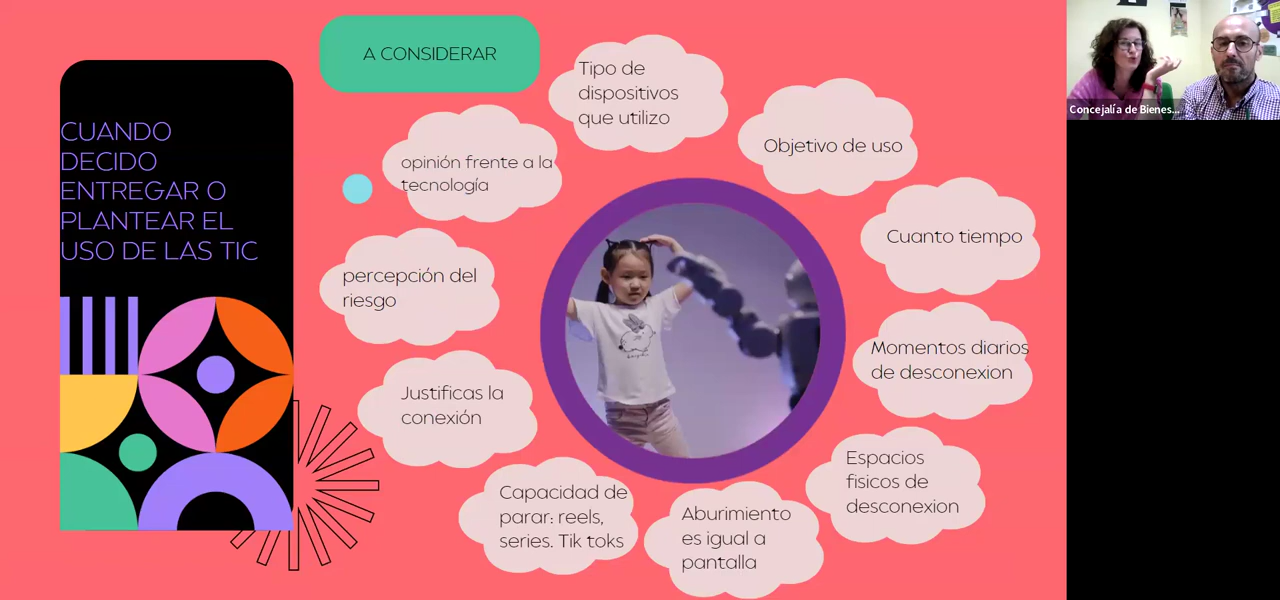 CUANDO
DECIDO
ENTREGAR O
PLANTEAR EL
USO DE LAS TIC
A CONSIDERAR
Tipo de
dispositivos
que utilizo
Objetivo de uso
Cuanto tiempo
Momentos diarios
de desconexion
Espacios
fisicos de
desconexion
Aburimiento
es igual a
pantalla
Capacidad de
parar: reels,
series. Tik toks
Justificas la
conexión
percepción del
riesgo
opinión frente a la
tecnología
Concejalía de Bienes...